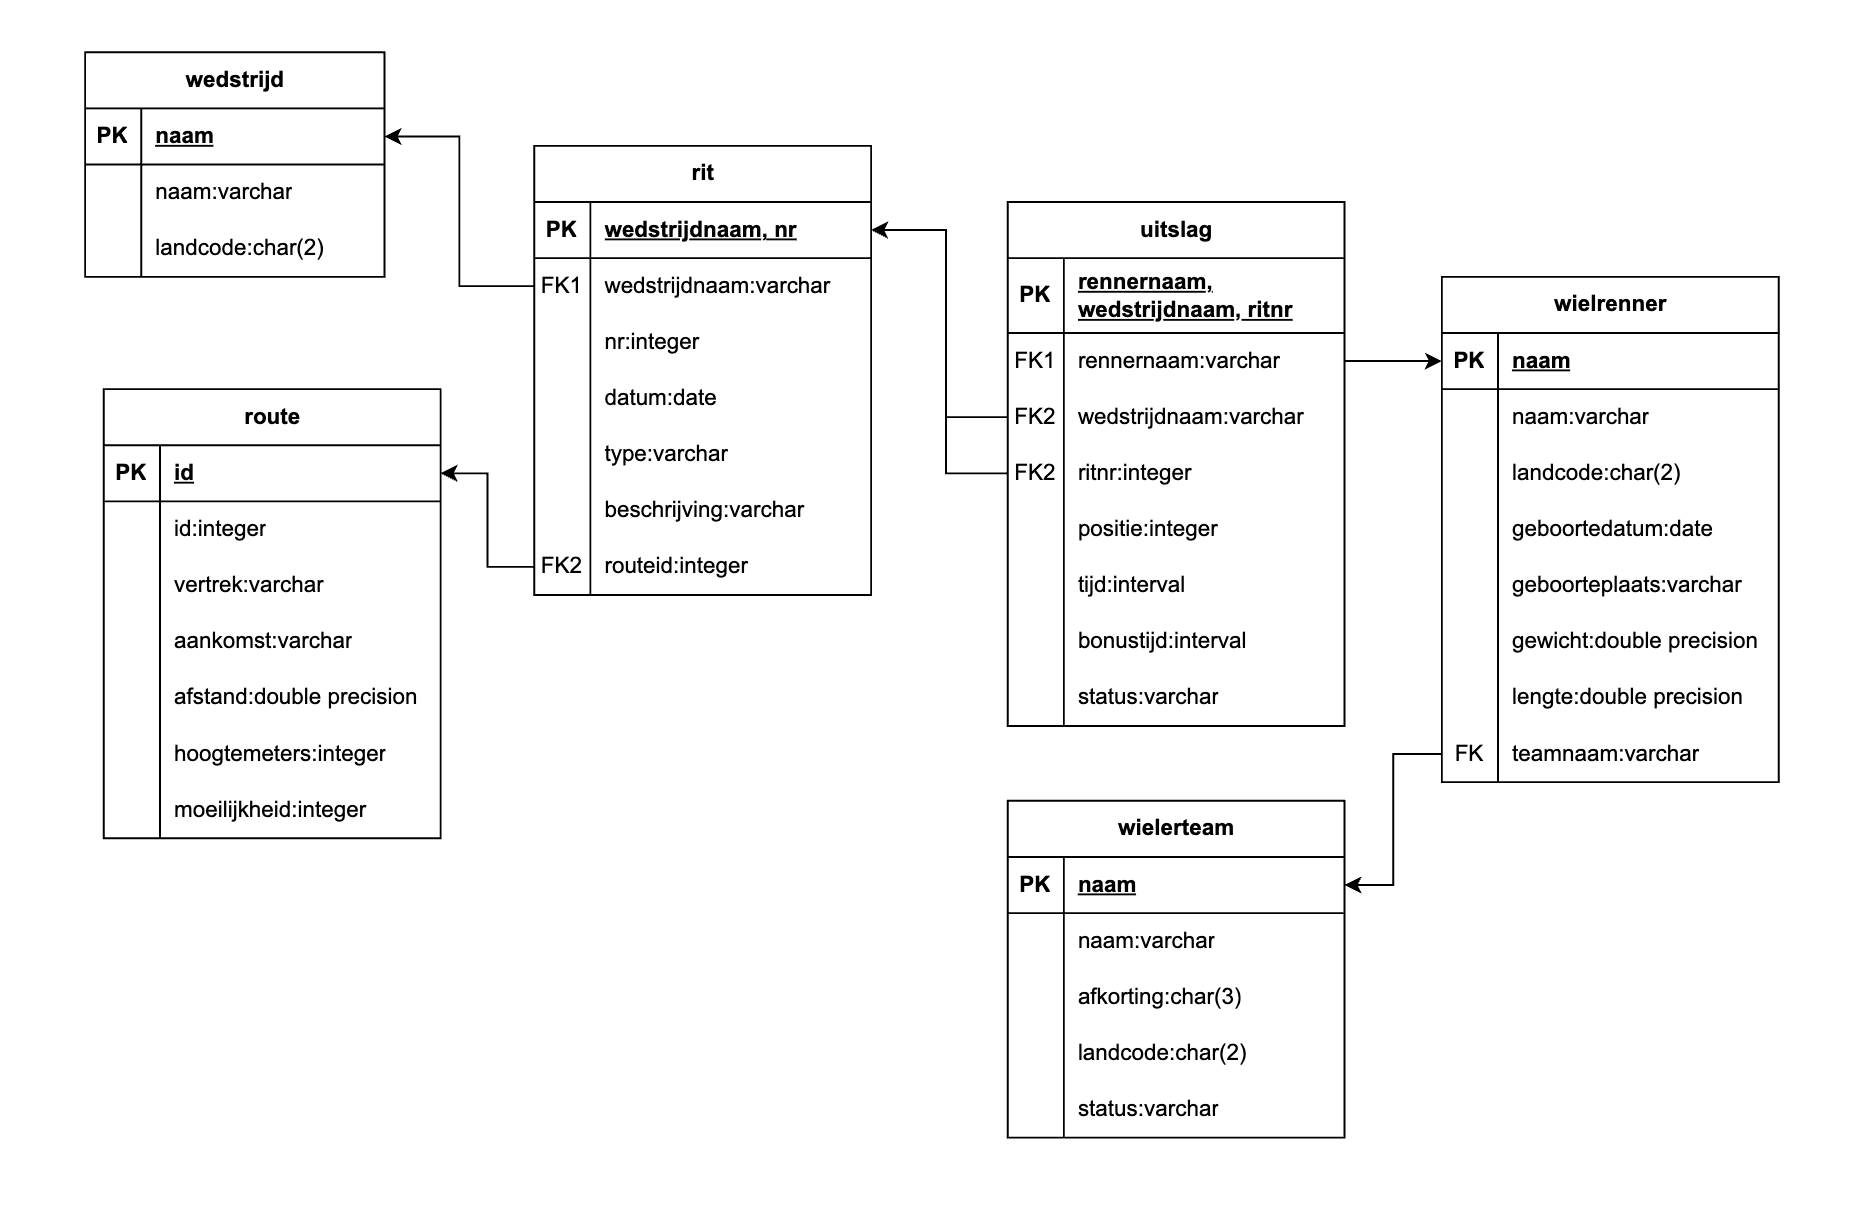 wedstrijd
PK naam
naam:varchar
landcode:char(2)
rit
PK wedstrijdnaam, nr
FK1 wedstrijdnaam:varchar
nr:integer
datum:date
type:varchar
beschrijving:varchar
FK2 routeid:integer
route
PK id
id:integer
vertrek:varchar
aankomst:varchar
afstand:double precision
hoogtemeters:integer
moeilijkheid:integer
uitslag
PK rennernaam,
wedstrijdnaam, ritnr
FK1 rennernaam:varchar
FK2 wedstrijdnaam:varchar
FK2 ritnr:integer
positie:integer
tijd:interval
bonustijd:interval
status:varchar
wielrenner
PK naam
naam:varchar
landcode:char(2)
geboortedatum:date
geboorteplaats:varchar
gewicht:double precision
lengte:double precision
FK teamnaam:varchar
wielerteam
PK naam
naam:varchar
afkorting:char(3)
landcode:char(2)
status:varchar